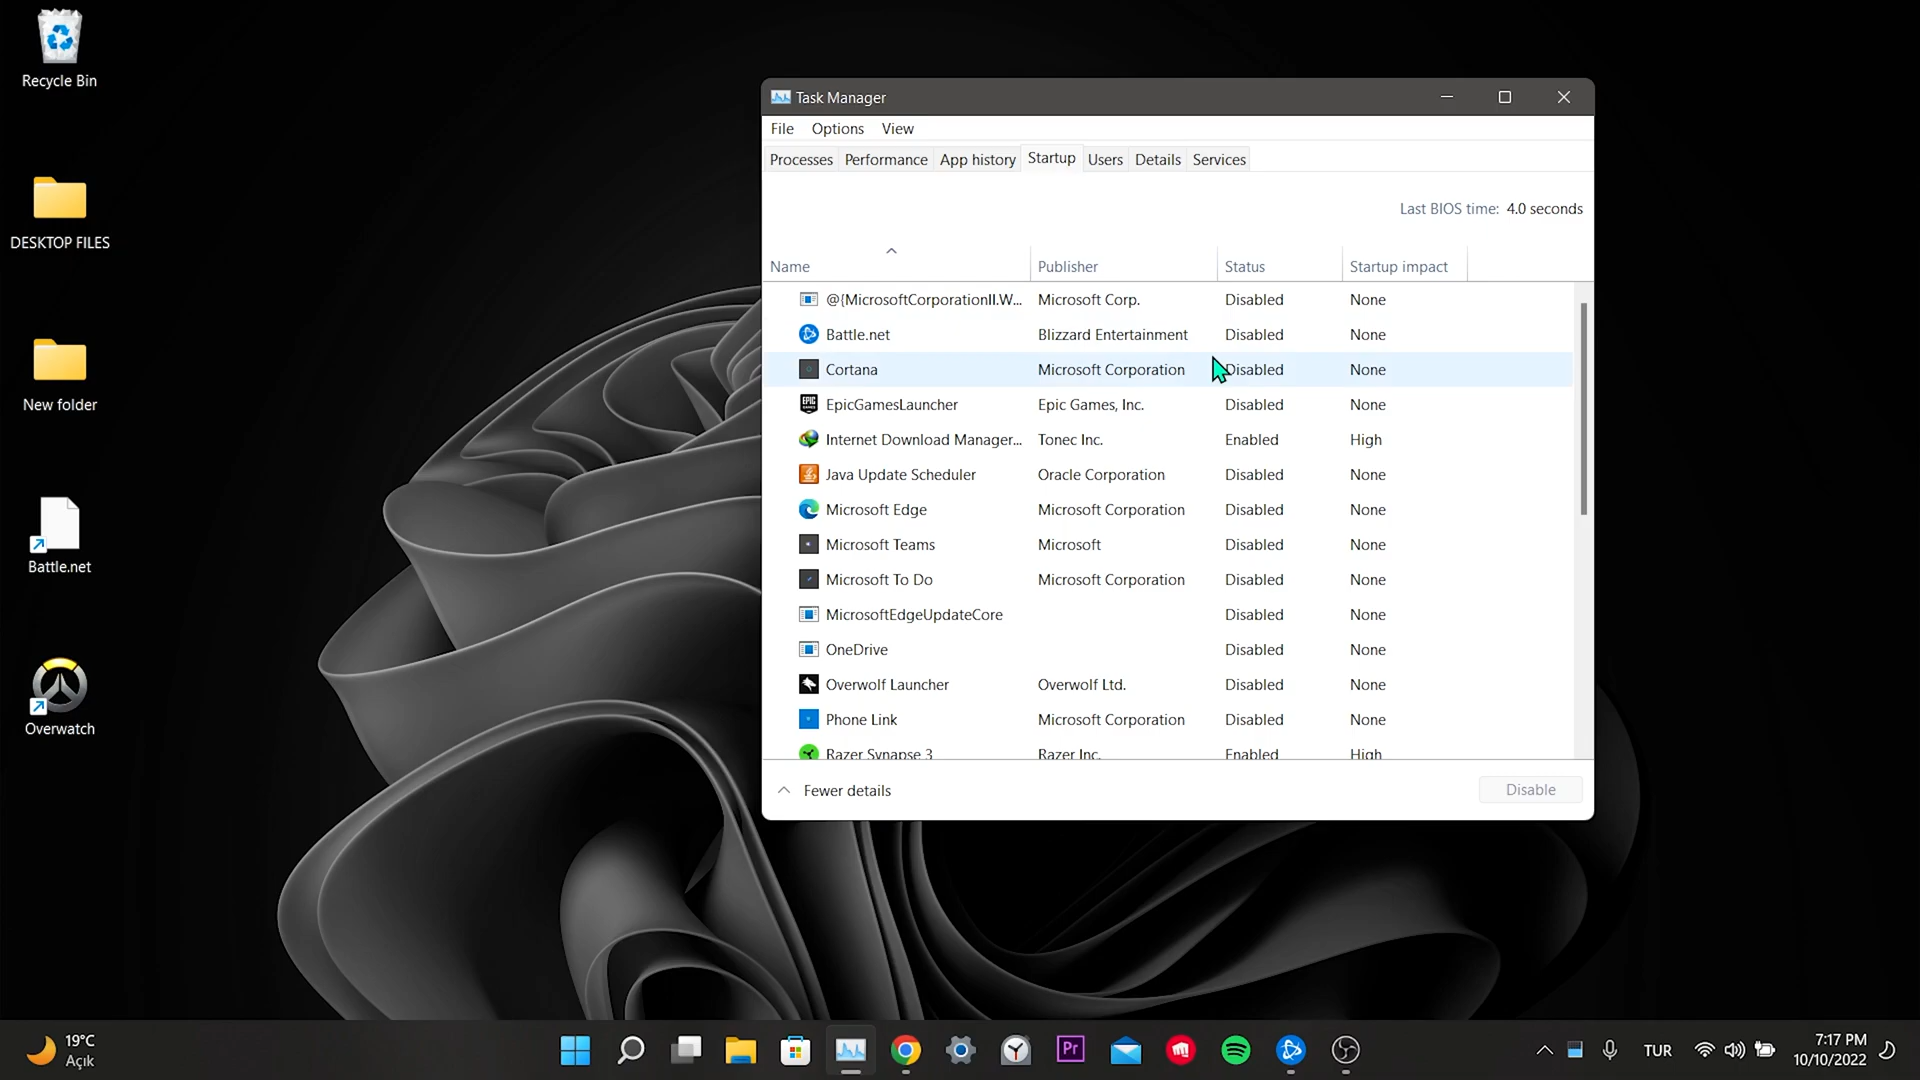 Recycle Bin
DESKTOP FILES
New folder
Battle.net
Overwatch
Task Manager
File Options View
Processes Performance App history Startup Users Details Services
Last BIOS time: 4.0 seconds
Name Publisher Status Startup impact
@{MicrosoftCorporationII.W... Microsoft Corp. Disabled None
Battle.net Blizzard Entertainment Disabled None
Cortana Microsoft Corporation Disabled None
EpicGamesLauncher Epic Games, Inc. Disabled None
Internet Download Manager... Tonec Inc. Enabled High
Java Update Scheduler Oracle Corporation Disabled None
Microsoft Edge Microsoft Corporation Disabled None
Microsoft Teams Microsoft Disabled None
Microsoft To Do Microsoft Corporation Disabled None
MicrosoftEdgeUpdateCore Disabled None
OneDrive Disabled None
Overwolf Launcher Overwolf Ltd. Disabled None
Phone Link Microsoft Corporation Disabled None
Razer Synapse 3 Razer Inc. Enabled High
Fewer details Disable
19°C
Açık
Pr
TUR
7:17 PM
10/10/2022